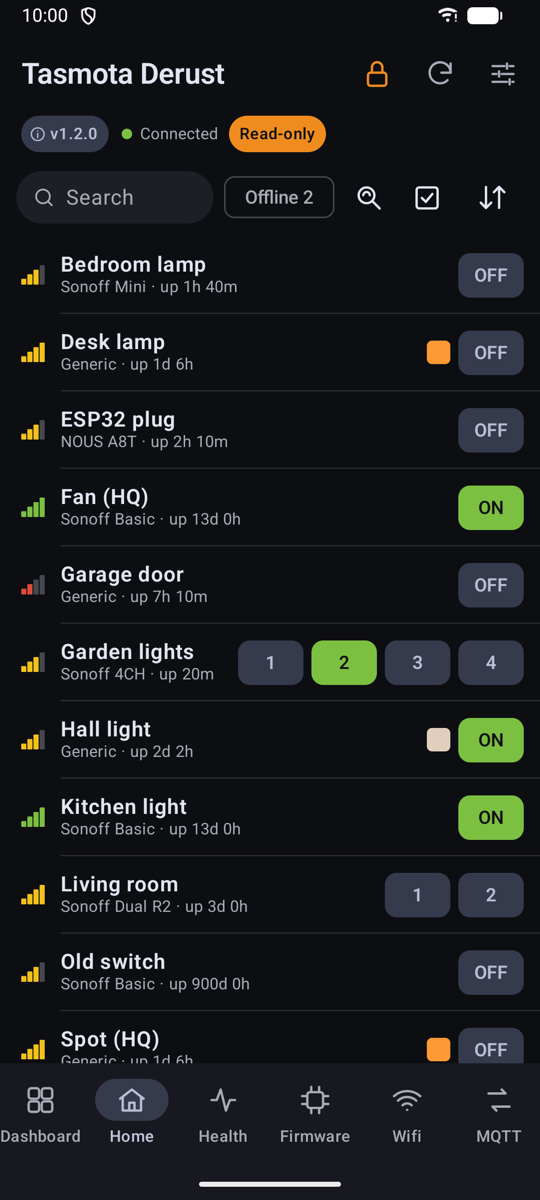 10:00
Tasmota Derust
v1.2.0 Connected Read-only
Search Offline 2
Bedroom lamp
Sonoff Mini · up 1h 40m
OFF
Desk lamp
Generic · up 1d 6h
OFF
ESP32 plug
NOUS A8T · up 2h 10m
OFF
Fan (HQ)
Sonoff Basic · up 13d 0h
ON
Garage door
Generic · up 7h 10m
OFF
Garden lights
Sonoff 4CH · up 20m
1 2 3 4
Hall light
Generic · up 2d 2h
ON
Kitchen light
Sonoff Basic · up 13d 0h
ON
Living room
Sonoff Dual R2 · up 3d 0h
1 2
Old switch
Sonoff Basic · up 900d 0h
OFF
Spot (HQ)
Generic · up 1d 6h
OFF
Dashboard Home Health Firmware Wifi MQTT